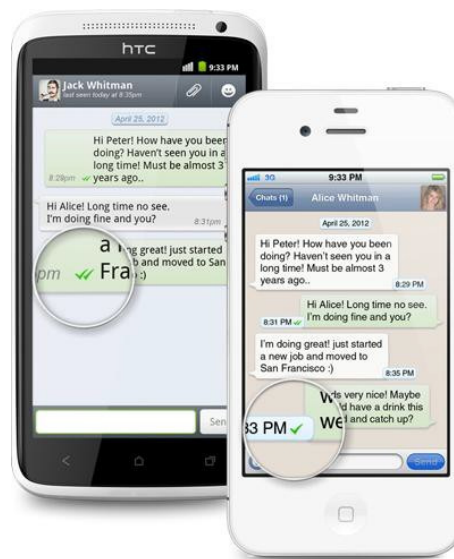 htc
9:33 PM
Jack Whitman
last seen today at 8:35pm
April 25, 2012
Hi Peter! How have you been
doing? Haven't seen you in a
long time! Must be almost 3
8:29pm years ago..
Hi Alice! Long time no see.
I'm doing fine and you? 8:31pm
great! just started
and moved to San
pm Fra :)
Sen
3G 9:33 PM
Chats (1) Alice Whitman
April 25, 2012
Hi Peter! How have you been
doing? Haven't seen you in a
long time! Must be almost 3
years ago..
8:29 PM
Hi Alice! Long time no see.
8:31 PM I'm doing fine and you?
I'm doing great! just started
a new job and moved to
San Francisco :)
8:35 PM
very nice! Maybe
have a drink this
33 PM We and catch up?
Send